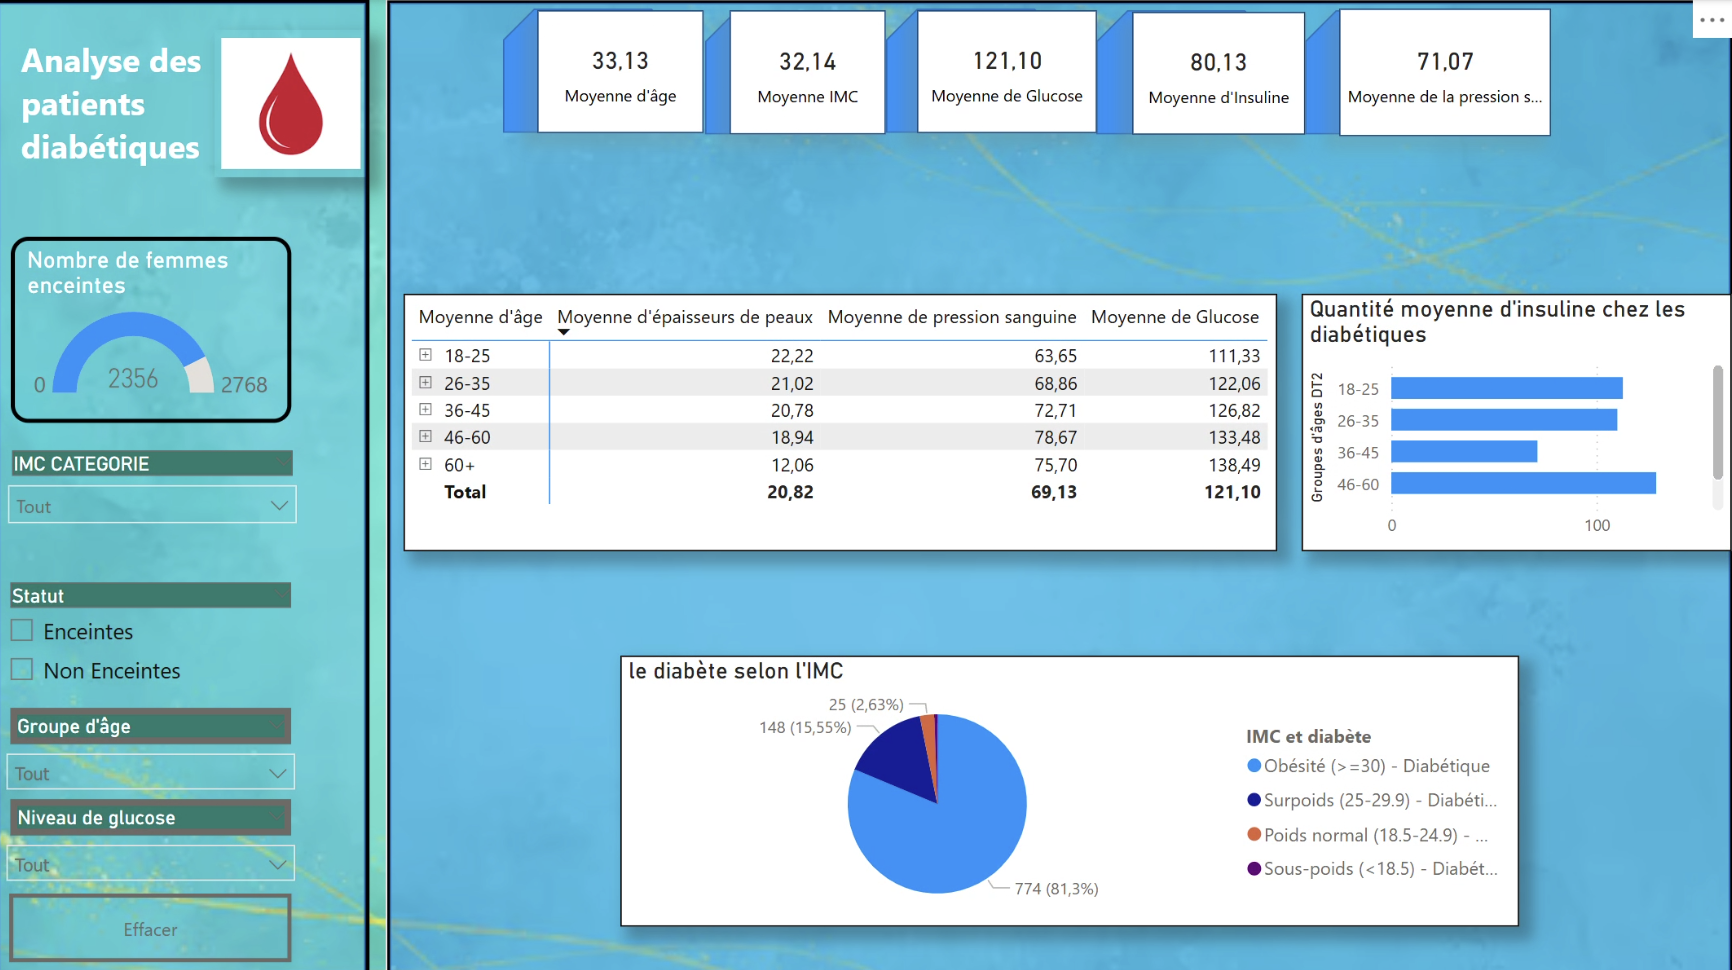 Analyse des
patients
diabétiques
33,13
Moyenne d'âge
32,14
Moyenne IMC
121,10
Moyenne de Glucose
80,13
Moyenne d'Insuline
71,07
Moyenne de la pression s...
Nombre de femmes
enceintes
0
2356
2768
IMC CATEGORIE
Tout
Statut
Enceintes
Non Enceintes
Groupe d'âge
Tout
Niveau de glucose
Tout
Effacer
Moyenne d'âge Moyenne d'épaisseurs de peaux Moyenne de pression sanguine Moyenne de Glucose
18-25 22,22 63,65 111,33
26-35 21,02 68,86 122,06
36-45 20,78 72,71 126,82
46-60 18,94 78,67 133,48
60+ 12,06 75,70 138,49
Total 20,82 69,13 121,10
Quantité moyenne d'insuline chez les
diabétiques
Groupes d'âges DT2
18-25
26-35
36-45
46-60
0 100
le diabète selon l'IMC
25 (2,63%)
148 (15,55%)
774 (81,3%)
IMC et diabète
Obésité (>=30) - Diabétique
Surpoids (25-29.9) - Diabéti...
Poids normal (18.5-24.9) - ...
Sous-poids (<18.5) - Diabét...